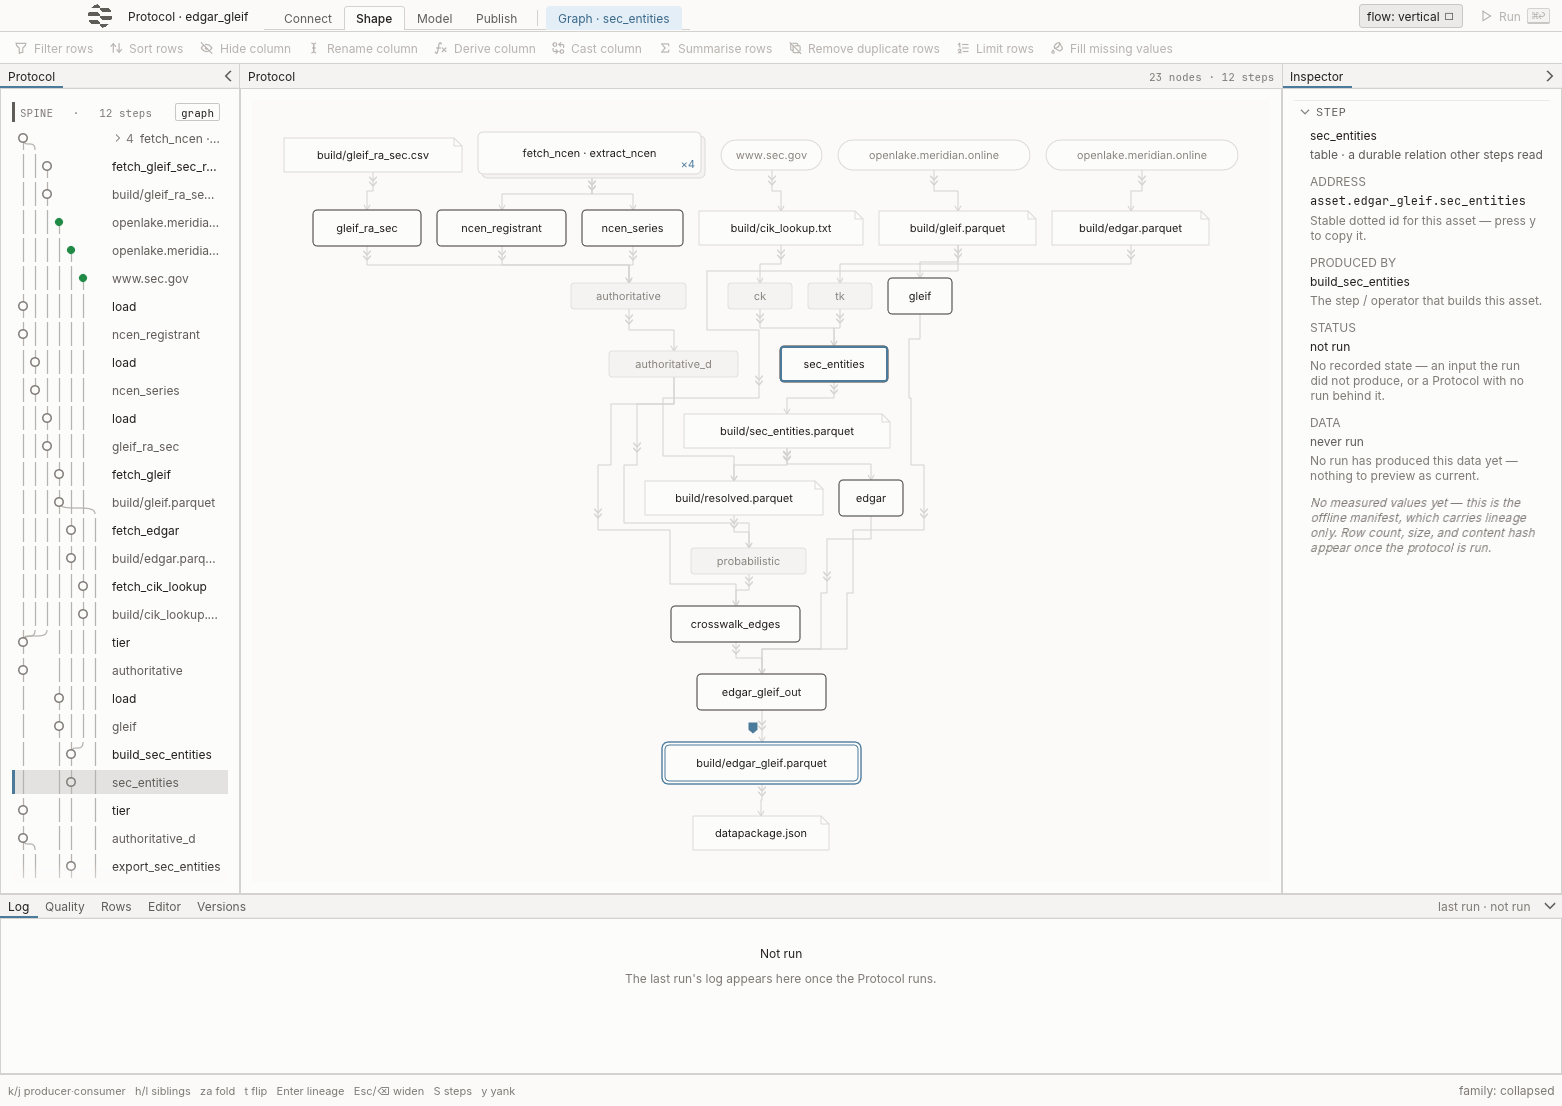 Protocol · edgar_gleif
Connect
Shape
Model
Publish
Graph · sec_entities
flow: vertical
Run
Filter rows
Sort rows
Hide column
Rename column
Derive column
Cast column
Summarise rows
Remove duplicate rows
Limit rows
Fill missing values
Protocol
Protocol
23 nodes · 12 steps
Inspector
SPINE · 12 steps
graph
4 fetch_ncen ·...
fetch_gleif_sec_r...
build/gleif_ra_se...
openlake.meridia...
openlake.meridia...
www.sec.gov
load
ncen_registrant
load
ncen_series
load
gleif_ra_sec
fetch_gleif
build/gleif.parquet
fetch_edgar
build/edgar.parq...
fetch_cik_lookup
build/cik_lookup....
tier
authoritative
load
gleif
build_sec_entities
sec_entities
tier
authoritative_d
export_sec_entities
build/gleif_ra_sec.csv
fetch_ncen · extract_ncen
×4
www.sec.gov
openlake.meridian.online
openlake.meridian.online
gleif_ra_sec
ncen_registrant
ncen_series
build/cik_lookup.txt
build/gleif.parquet
build/edgar.parquet
authoritative
ck
tk
gleif
authoritative_d
sec_entities
build/sec_entities.parquet
build/resolved.parquet
edgar
probabilistic
crosswalk_edges
edgar_gleif_out
build/edgar_gleif.parquet
datapackage.json
STEP
sec_entities
table · a durable relation other steps read
ADDRESS
asset.edgar_gleif.sec_entities
Stable dotted id for this asset — press y
to copy it.
PRODUCED BY
build_sec_entities
The step / operator that builds this asset.
STATUS
not run
No recorded state — an input the run
did not produce, or a Protocol with no
run behind it.
DATA
never run
No run has produced this data yet —
nothing to preview as current.
No measured values yet — this is the
offline manifest, which carries lineage
only. Row count, size, and content hash
appear once the protocol is run.
Log
Quality
Rows
Editor
Versions
last run · not run
Not run
The last run's log appears here once the Protocol runs.
k/j producer·consumer h/l siblings za fold t flip Enter lineage Esc/⌫ widen S steps y yank
family: collapsed